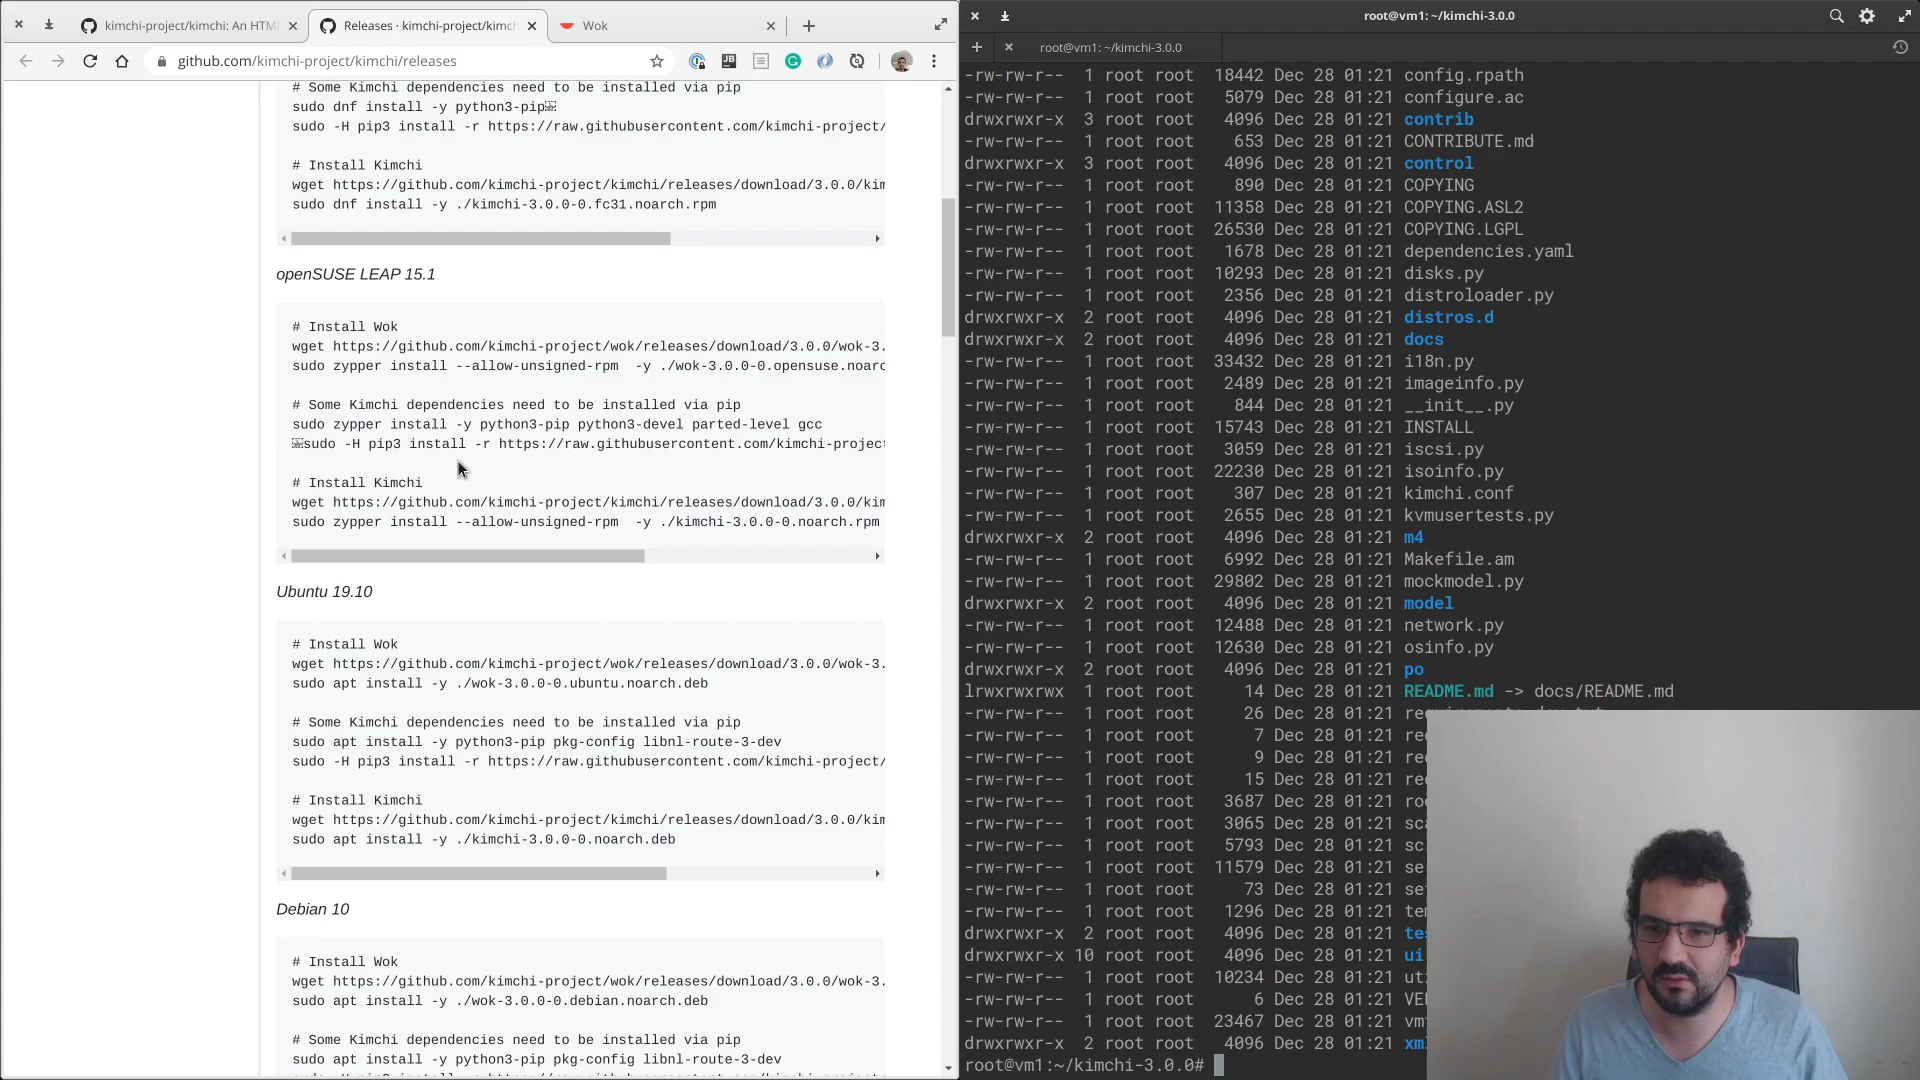 kimchi-project/kimchi: An HTM
Releases · kimchi-project/kimch
Wok
github.com/kimchi-project/kimchi/releases
# Some Kimchi dependencies need to be installed via pip
sudo dnf install -y python3-pip
sudo -H pip3 install -r https://raw.githubusercontent.com/kimchi-project/
# Install Kimchi
wget https://github.com/kimchi-project/kimchi/releases/download/3.0.0/kim
sudo dnf install -y ./kimchi-3.0.0-0.fc31.noarch.rpm
openSUSE LEAP 15.1
# Install Wok
wget https://github.com/kimchi-project/wok/releases/download/3.0.0/wok-3.
sudo zypper install --allow-unsigned-rpm  -y ./wok-3.0.0-0.opensuse.noarc
# Some Kimchi dependencies need to be installed via pip
sudo zypper install -y python3-pip python3-devel parted-level gcc
sudo -H pip3 install -r https://raw.githubusercontent.com/kimchi-project
# Install Kimchi
wget https://github.com/kimchi-project/kimchi/releases/download/3.0.0/kim
sudo zypper install --allow-unsigned-rpm  -y ./kimchi-3.0.0-0.noarch.rpm
Ubuntu 19.10
# Install Wok
wget https://github.com/kimchi-project/wok/releases/download/3.0.0/wok-3.
sudo apt install -y ./wok-3.0.0-0.ubuntu.noarch.deb
# Some Kimchi dependencies need to be installed via pip
sudo apt install -y python3-pip pkg-config libnl-route-3-dev
sudo -H pip3 install -r https://raw.githubusercontent.com/kimchi-project/
# Install Kimchi
wget https://github.com/kimchi-project/kimchi/releases/download/3.0.0/kim
sudo apt install -y ./kimchi-3.0.0-0.noarch.deb
Debian 10
# Install Wok
wget https://github.com/kimchi-project/wok/releases/download/3.0.0/wok-3.
sudo apt install -y ./wok-3.0.0-0.debian.noarch.deb
# Some Kimchi dependencies need to be installed via pip
sudo apt install -y python3-pip pkg-config libnl-route-3-dev
root@vm1: ~/kimchi-3.0.0
root@vm1: ~/kimchi-3.0.0
-rw-rw-r-- 1 root root 18442 Dec 28 01:21 config.rpath
-rw-rw-r-- 1 root root 5079 Dec 28 01:21 configure.ac
drwxrwxr-x 3 root root 4096 Dec 28 01:21 contrib
-rw-rw-r-- 1 root root 653 Dec 28 01:21 CONTRIBUTE.md
drwxrwxr-x 3 root root 4096 Dec 28 01:21 control
-rw-rw-r-- 1 root root 890 Dec 28 01:21 COPYING
-rw-rw-r-- 1 root root 11358 Dec 28 01:21 COPYING.ASL2
-rw-rw-r-- 1 root root 26530 Dec 28 01:21 COPYING.LGPL
-rw-rw-r-- 1 root root 1678 Dec 28 01:21 dependencies.yaml
-rw-rw-r-- 1 root root 10293 Dec 28 01:21 disks.py
-rw-rw-r-- 1 root root 2356 Dec 28 01:21 distroloader.py
drwxrwxr-x 2 root root 4096 Dec 28 01:21 distros.d
drwxrwxr-x 2 root root 4096 Dec 28 01:21 docs
-rw-rw-r-- 1 root root 33432 Dec 28 01:21 i18n.py
-rw-rw-r-- 1 root root 2489 Dec 28 01:21 imageinfo.py
-rw-rw-r-- 1 root root 844 Dec 28 01:21 __init__.py
-rw-rw-r-- 1 root root 15743 Dec 28 01:21 INSTALL
-rw-rw-r-- 1 root root 3059 Dec 28 01:21 iscsi.py
-rw-rw-r-- 1 root root 22230 Dec 28 01:21 isoinfo.py
-rw-rw-r-- 1 root root 307 Dec 28 01:21 kimchi.conf
-rw-rw-r-- 1 root root 2655 Dec 28 01:21 kvmusertests.py
drwxrwxr-x 2 root root 4096 Dec 28 01:21 m4
-rw-rw-r-- 1 root root 6992 Dec 28 01:21 Makefile.am
-rw-rw-r-- 1 root root 29802 Dec 28 01:21 mockmodel.py
drwxrwxr-x 2 root root 4096 Dec 28 01:21 model
-rw-rw-r-- 1 root root 12488 Dec 28 01:21 network.py
-rw-rw-r-- 1 root root 12630 Dec 28 01:21 osinfo.py
drwxrwxr-x 2 root root 4096 Dec 28 01:21 po
lrwxrwxrwx 1 root root 14 Dec 28 01:21 README.md -> docs/README.md
-rw-rw-r-- 1 root root 26 Dec 28 01:21
-rw-rw-r-- 1 root root 7 Dec 28 01:21 re
-rw-rw-r-- 1 root root 9 Dec 28 01:21 re
-rw-rw-r-- 1 root root 15 Dec 28 01:21 re
-rw-rw-r-- 1 root root 3687 Dec 28 01:21 ro
-rw-rw-r-- 1 root root 3065 Dec 28 01:21 sc
-rw-rw-r-- 1 root root 5793 Dec 28 01:21 sc
-rw-rw-r-- 1 root root 11579 Dec 28 01:21 se
-rw-rw-r-- 1 root root 73 Dec 28 01:21 se
-rw-rw-r-- 1 root root 1296 Dec 28 01:21 te
drwxrwxr-x 2 root root 4096 Dec 28 01:21 te
drwxrwxr-x 10 root root 4096 Dec 28 01:21 ui
-rw-rw-r-- 1 root root 10234 Dec 28 01:21 ut
-rw-rw-r-- 1 root root 6 Dec 28 01:21 VE
-rw-rw-r-- 1 root root 23467 Dec 28 01:21 vm
drwxrwxr-x 2 root root 4096 Dec 28 01:21 xm
root@vm1:~/kimchi-3.0.0#